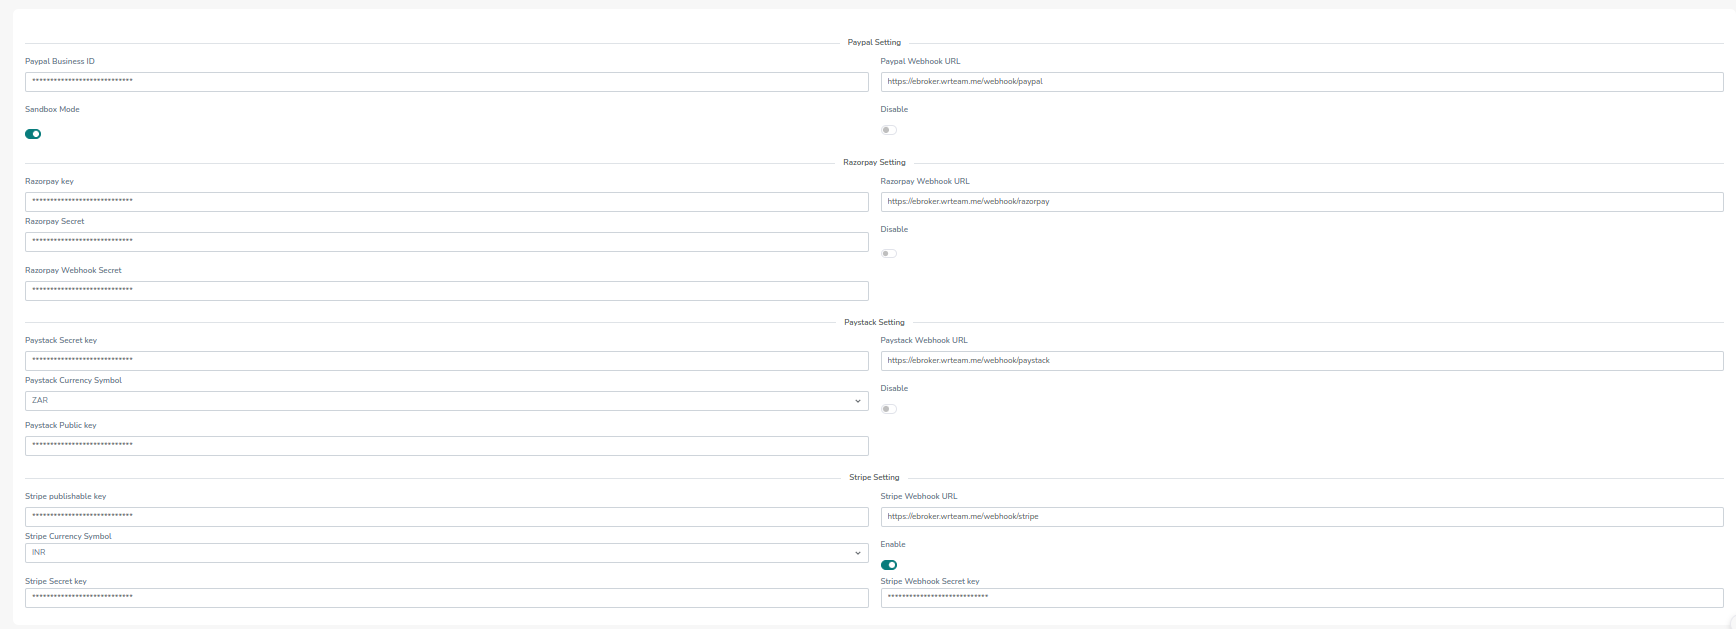 Paypal Setting
Paypal Business ID
****************************
Paypal Webhook URL
https://ebroker.wrteam.me/webhook/paypal
Sandbox Mode
Disable
Razorpay Setting
Razorpay key
****************************
Razorpay Webhook URL
https://ebroker.wrteam.me/webhook/razorpay
Razorpay Secret
****************************
Disable
Razorpay Webhook Secret
****************************
Paystack Setting
Paystack Secret key
****************************
Paystack Webhook URL
https://ebroker.wrteam.me/webhook/paystack
Paystack Currency Symbol
ZAR
Disable
Paystack Public key
****************************
Stripe Setting
Stripe publishable key
****************************
Stripe Webhook URL
https://ebroker.wrteam.me/webhook/stripe
Stripe Currency Symbol
INR
Enable
Stripe Secret key
****************************
Stripe Webhook Secret key
****************************